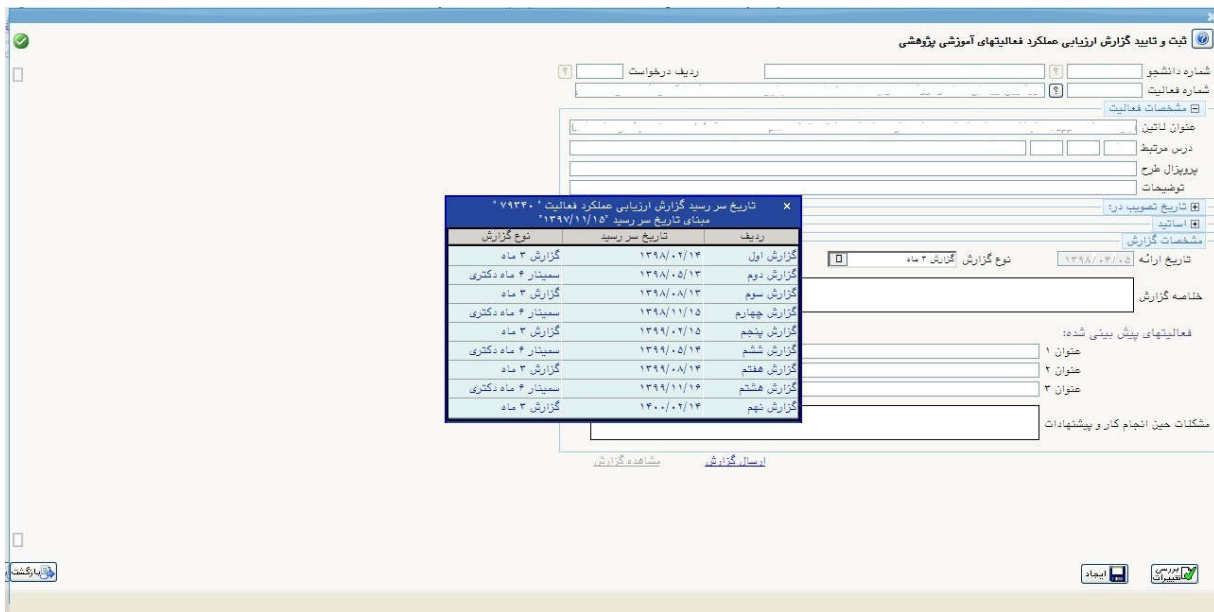 ثبت و تایید گزارش ارزیابی عملکرد فعالیتهای آموزشی پژوهشی
شماره دانشجو
ردیف درخواست
شماره فعالیت
مشخصات فعالیت
عنوان لاتین
درس مرتبط
پروپزال طرح
توضیحات
تاریخ تصویب در:
اساتید
مشخصات گزارش
تاریخ ارائه ۱۳۹۸/۰۴/۰۵ نوع گزارش گزارش ۳ ماه
خلاصه گزارش
فعالیتهای پیش بینی شده:
عنوان ۱
عنوان ۲
عنوان ۳
مشکلات حین انجام کار و پیشنهادات
ارسال گزارش مشاهده گزارش
تاریخ سر رسید گزارش ارزیابی عملکرد فعالیت " ۷۹۳۴۰ "
مبنای تاریخ سر رسید "۱۳۹۷/۱۱/۱۵"
ردیف تاریخ سر رسید نوع گزارش
گزارش اول ۱۳۹۸/۰۲/۱۴ گزارش ۳ ماه
گزارش دوم ۱۳۹۸/۰۵/۱۳ سمینار ۶ ماه دکتری
گزارش سوم ۱۳۹۸/۰۸/۱۳ گزارش ۳ ماه
گزارش چهارم ۱۳۹۸/۱۱/۱۵ سمینار ۶ ماه دکتری
گزارش پنجم ۱۳۹۹/۰۲/۱۵ گزارش ۳ ماه
گزارش ششم ۱۳۹۹/۰۵/۱۴ سمینار ۶ ماه دکتری
گزارش هفتم ۱۳۹۹/۰۸/۱۴ گزارش ۳ ماه
گزارش هشتم ۱۳۹۹/۱۱/۱۶ سمینار ۶ ماه دکتری
گزارش نهم ۱۴۰۰/۰۲/۱۴ گزارش ۳ ماه
بررسی تغییرات
ایجاد
بازگشت